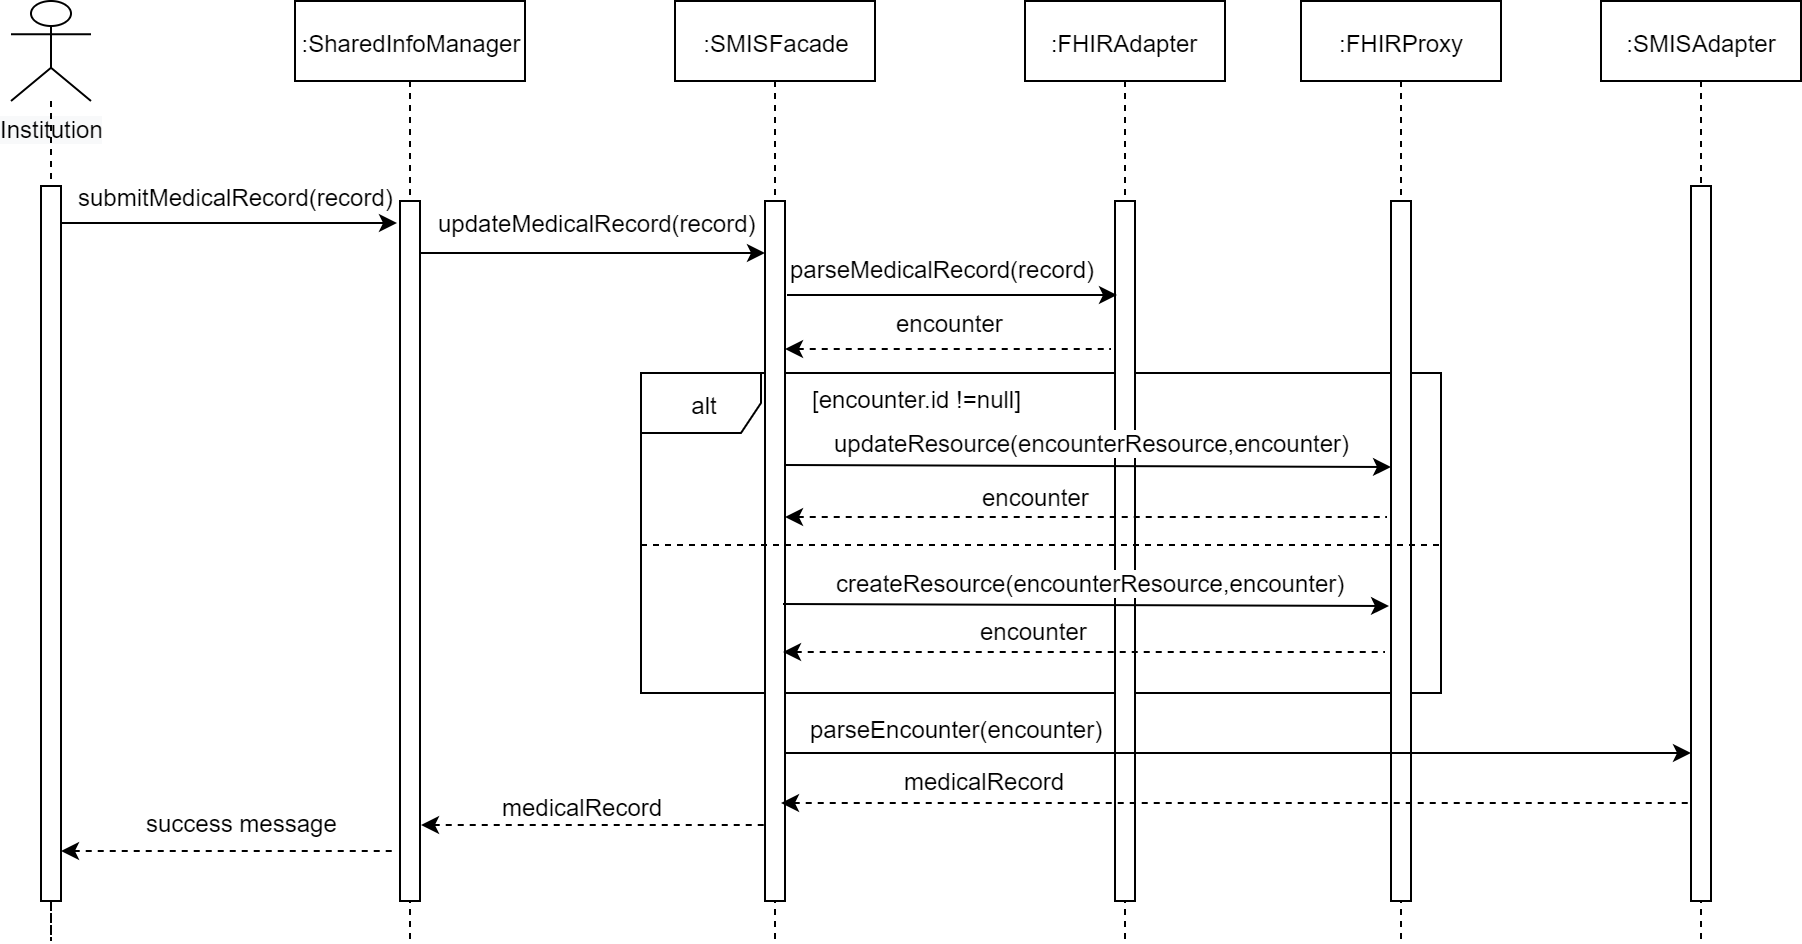 :SharedInfoManager
:SMISFacade
:FHIRAdapter
:FHIRProxy
:SMISAdapter
Institution
submitMedicalRecord(record)
updateMedicalRecord(record)
parseMedicalRecord(record)
encounter
alt
[encounter.id !=null]
updateResource(encounterResource,encounter)
encounter
createResource(encounterResource,encounter)
encounter
parseEncounter(encounter)
medicalRecord
medicalRecord
success message